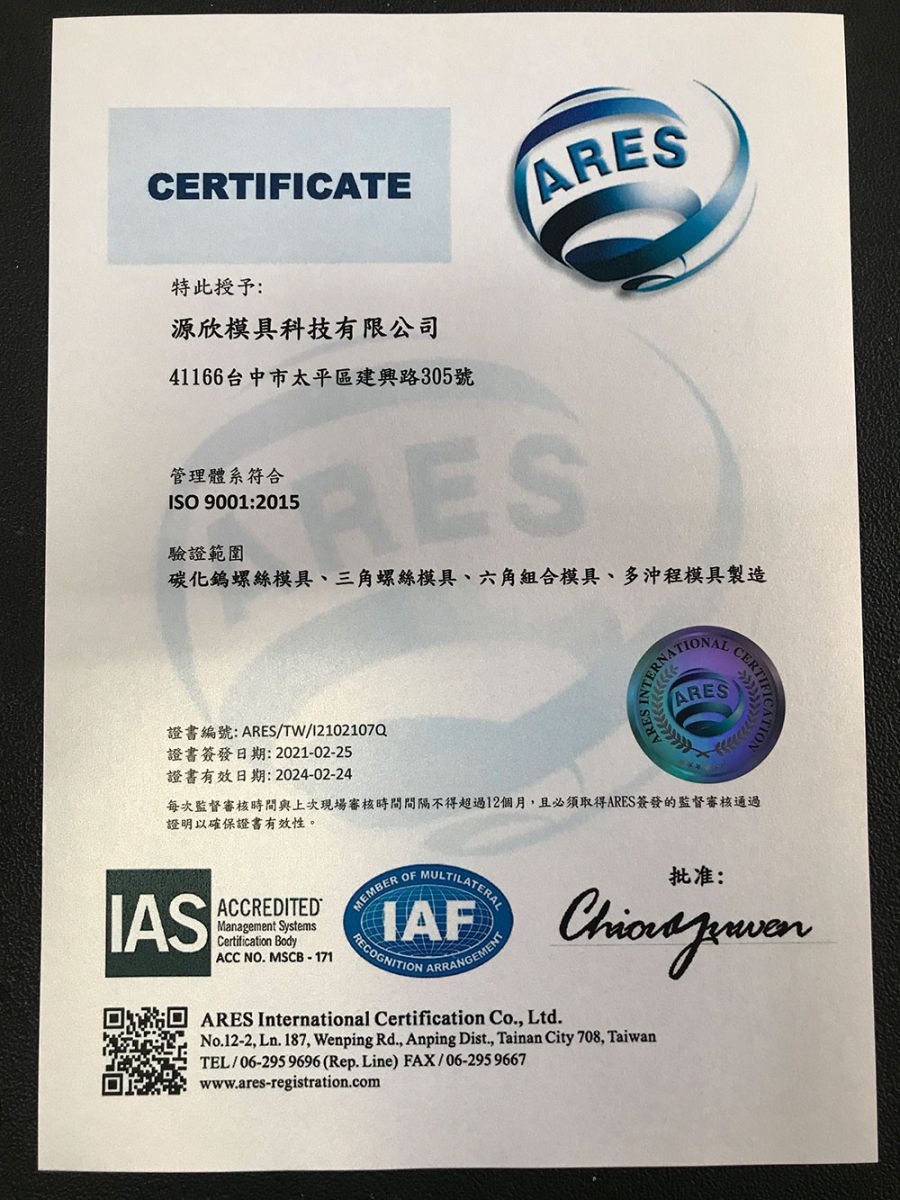 CERTIFICATE
ARES
特此授予:
源欣模具科技有限公司
41166台中市太平區建興路305號
ARES
管理體系符合
ISO 9001:2015
驗證範圍
碳化鎢螺絲模具、三角螺絲模具、六角組合模具、多沖程模具製造
ARES INTERNATIONAL CERTIFICATION
ARES
證書編號: ARES/TW/I2102107Q
證書簽發日期: 2021-02-25
證書有效日期: 2024-02-24
每次監督審核時間與上次現場審核時間間隔不得超過12個月，且必須取得ARES簽發的監督審核通過
證明以確保證書有效性。
批准:
IAS
ACCREDITED
Management Systems
Certification Body
ACC NO. MSCB - 171
MEMBER OF MULTILATERAL
IAF
RECOGNITION ARRANGEMENT
ARES International Certification Co., Ltd.
No.12-2, Ln. 187, Wenping Rd., Anping Dist., Tainan City 708, Taiwan
TEL / 06-295 9696 (Rep. Line) FAX / 06-295 9667
www.ares-registration.com